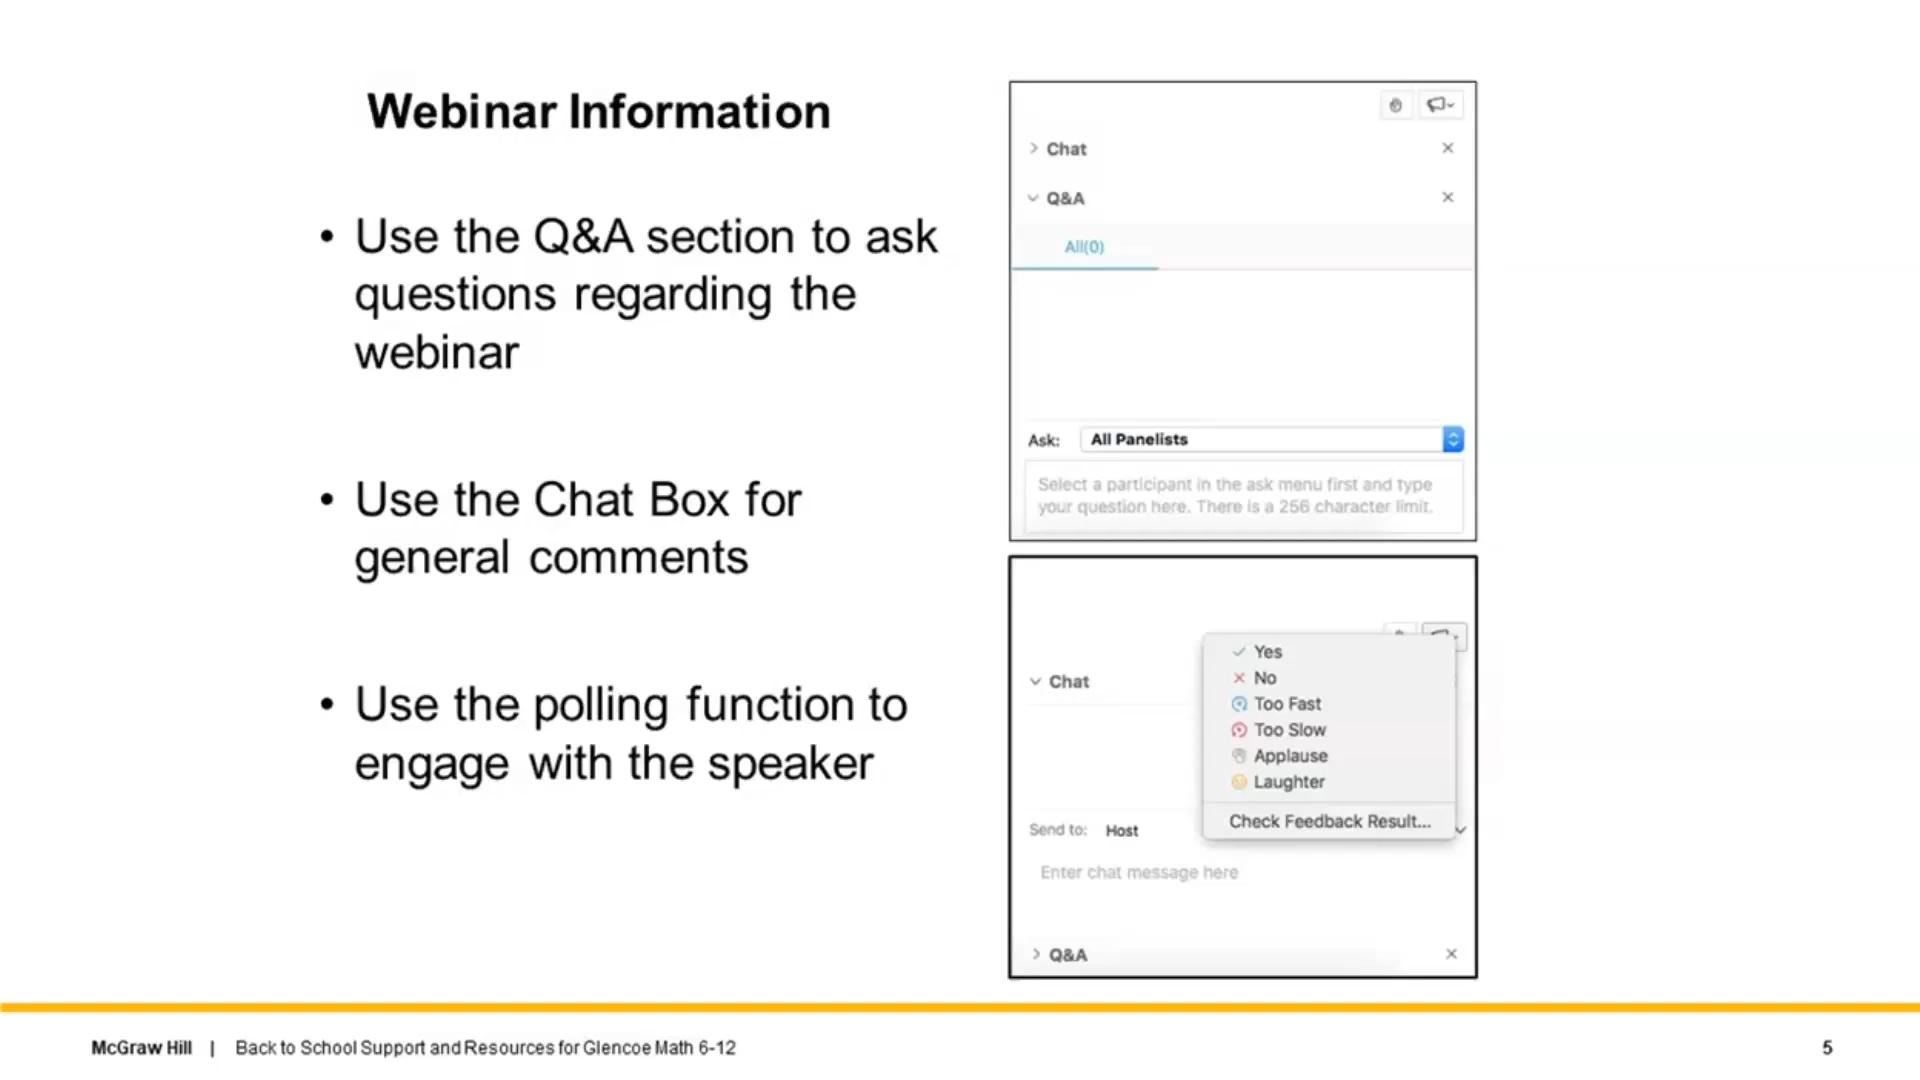 Webinar Information
• Use the Q&A section to ask
questions regarding the
webinar
• Use the Chat Box for
general comments
• Use the polling function to
engage with the speaker
Chat
Q&A
All(0)
Ask: All Panelists
Select a participant in the ask menu first and type
your question here. There is a 256 character limit.
Yes
No
Too Fast
Too Slow
Applause
Laughter
Check Feedback Result...
Chat
Send to: Host
Enter chat message here
Q&A
McGraw Hill | Back to School Support and Resources for Glencoe Math 6-12
5